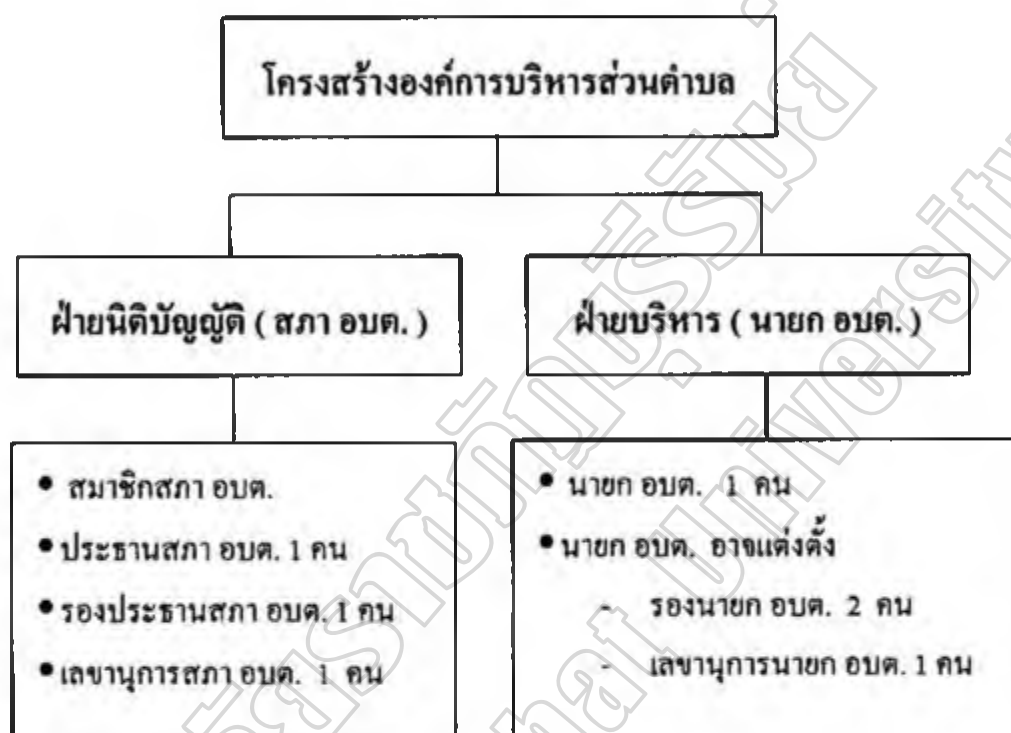 โครงสร้างองค์การบริหารส่วนตำบล
ฝ่ายนิติบัญญัติ ( สภา อบต. )
ฝ่ายบริหาร ( นายก อบต. )
• สมาชิกสภา อบต.
• ประธานสภา อบต. 1 คน
• รองประธานสภา อบต. 1 คน
• เลขานุการสภา อบต. 1 คน
• นายก อบต. 1 คน
• นายก อบต. อาจแต่งตั้ง
- รองนายก อบต. 2 คน
- เลขานุการนายก อบต. 1 คน